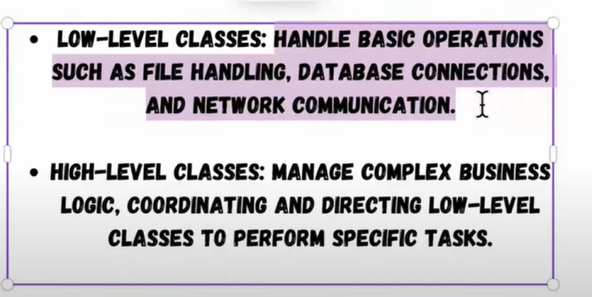 • LOW-LEVEL CLASSES: HANDLE BASIC OPERATIONS
SUCH AS FILE HANDLING, DATABASE CONNECTIONS,
AND NETWORK COMMUNICATION.
• HIGH-LEVEL CLASSES: MANAGE COMPLEX BUSINESS
LOGIC, COORDINATING AND DIRECTING LOW-LEVEL
CLASSES TO PERFORM SPECIFIC TASKS.